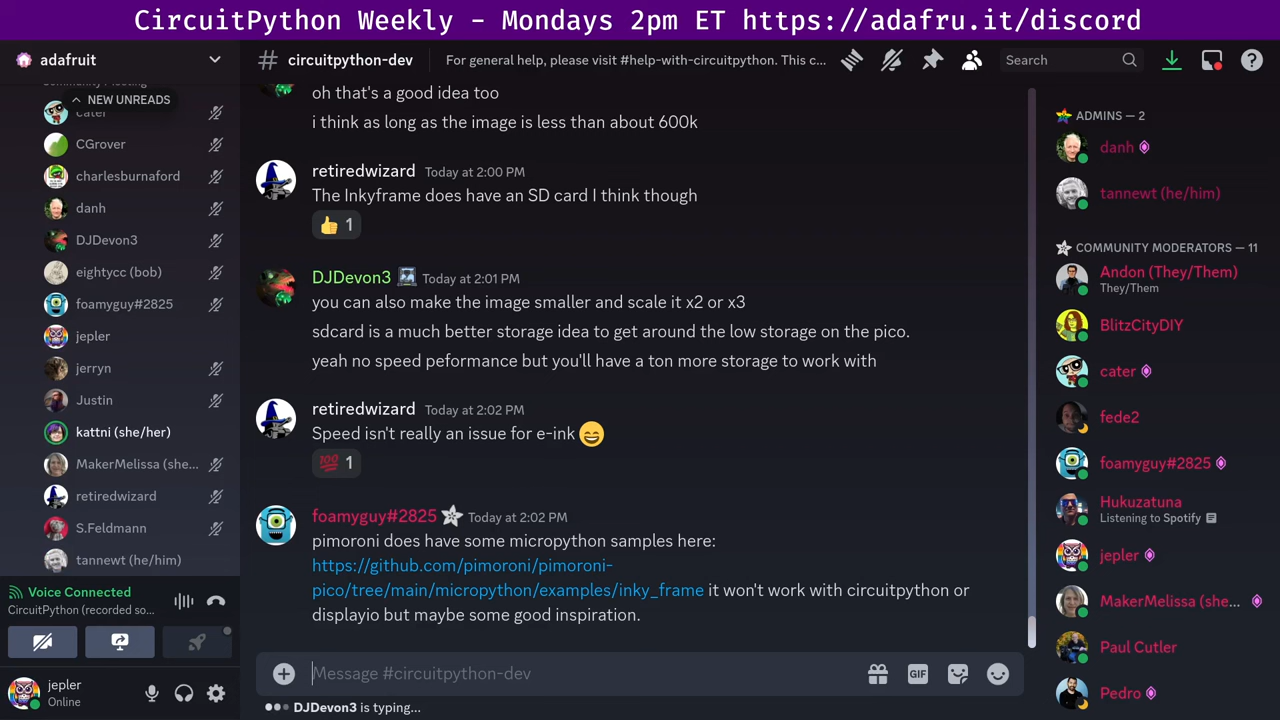 CircuitPython Weekly - Mondays 2pm ET https://adafru.it/discord
adafruit
NEW UNREADS
cater
CGrover
charlesburnaford
danh
DJDevon3
eightycc (bob)
foamyguy#2825
jepler
jerryn
Justin
kattni (she/her)
MakerMelissa (she...
retiredwizard
S.Feldmann
tannewt (he/him)
Voice Connected
CircuitPython (recorded so...
jepler
Online
# circuitpython-dev
For general help, please visit #help-with-circuitpython. This c...
Search
oh that's a good idea too
i think as long as the image is less than about 600k
retiredwizard Today at 2:00 PM
The Inkyframe does have an SD card I think though
👍 1
DJDevon3 Today at 2:01 PM
you can also make the image smaller and scale it x2 or x3
sdcard is a much better storage idea to get around the low storage on the pico.
yeah no speed peformance but you'll have a ton more storage to work with
retiredwizard Today at 2:02 PM
Speed isn't really an issue for e-ink 😄
💯 1
foamyguy#2825 Today at 2:02 PM
pimoroni does have some micropython samples here:
https://github.com/pimoroni/pimoroni-
pico/tree/main/micropython/examples/inky_frame it won't work with circuitpython or
displayio but maybe some good inspiration.
Message #circuitpython-dev
GIF
DJDevon3 is typing...
ADMINS — 2
danh
tannewt (he/him)
COMMUNITY MODERATORS — 11
Andon (They/Them)
They/Them
BlitzCityDIY
cater
fede2
foamyguy#2825
Hukuzatuna
Listening to Spotify
jepler
MakerMelissa (she...
Paul Cutler
Pedro